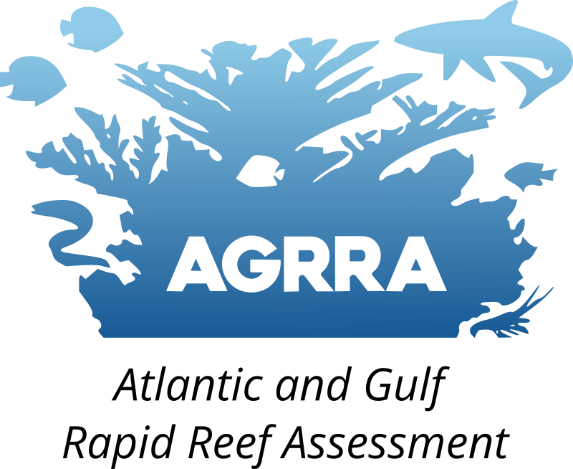 AGRRA
Atlantic and Gulf
Rapid Reef Assessment